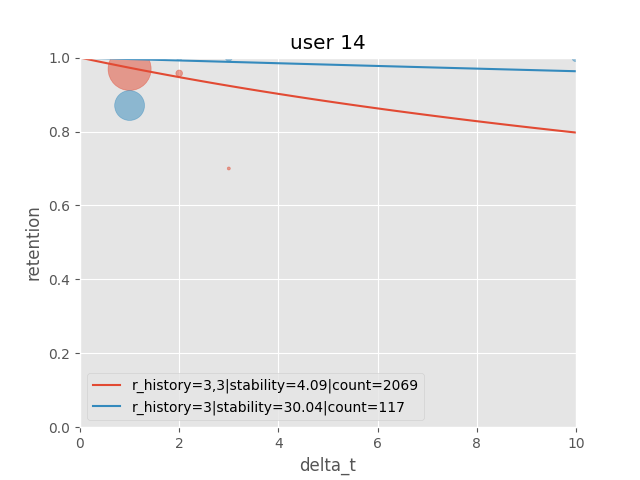 user 14
retention
1.0
0.8
0.6
0.4
0.2
0.0
r_history=3,3|stability=4.09|count=2069
r_history=3|stability=30.04|count=117
0 2 4 6 8 10
delta_t